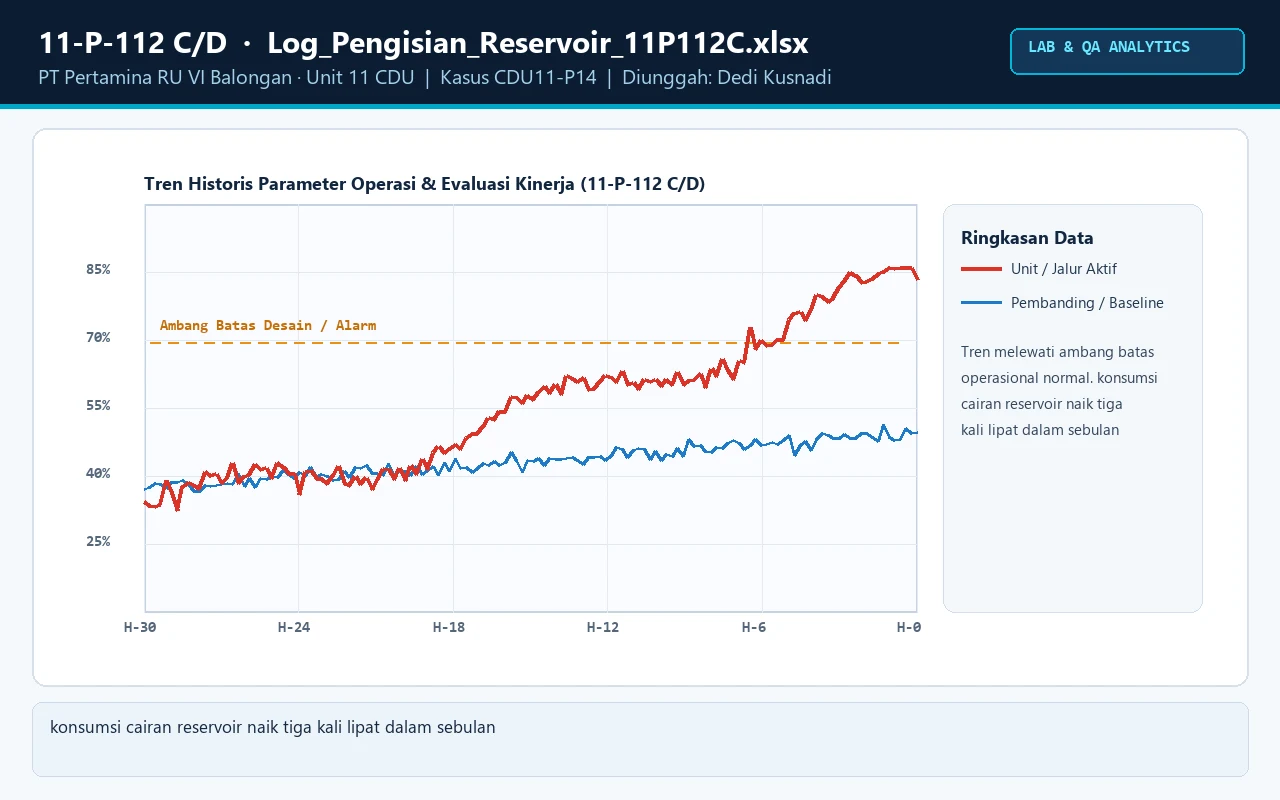 11-P-112 C/D · Log_Pengisian_Reservoir_11P112C.xlsx
LAB & QA ANALYTICS
PT Pertamina RU VI Balongan · Unit 11 CDU | Kasus CDU11-P14 | Diunggah: Dedi Kusnadi
Tren Historis Parameter Operasi & Evaluasi Kinerja (11-P-112 C/D)
85%
70%
55%
40%
25%
Ambang Batas Desain / Alarm
H-30
H-24
H-18
H-12
H-6
H-0
Ringkasan Data
Unit / Jalur Aktif
Pembanding / Baseline
Tren melewati ambang batas
operasional normal. konsumsi
cairan reservoir naik tiga
kali lipat dalam sebulan
konsumsi cairan reservoir naik tiga kali lipat dalam sebulan